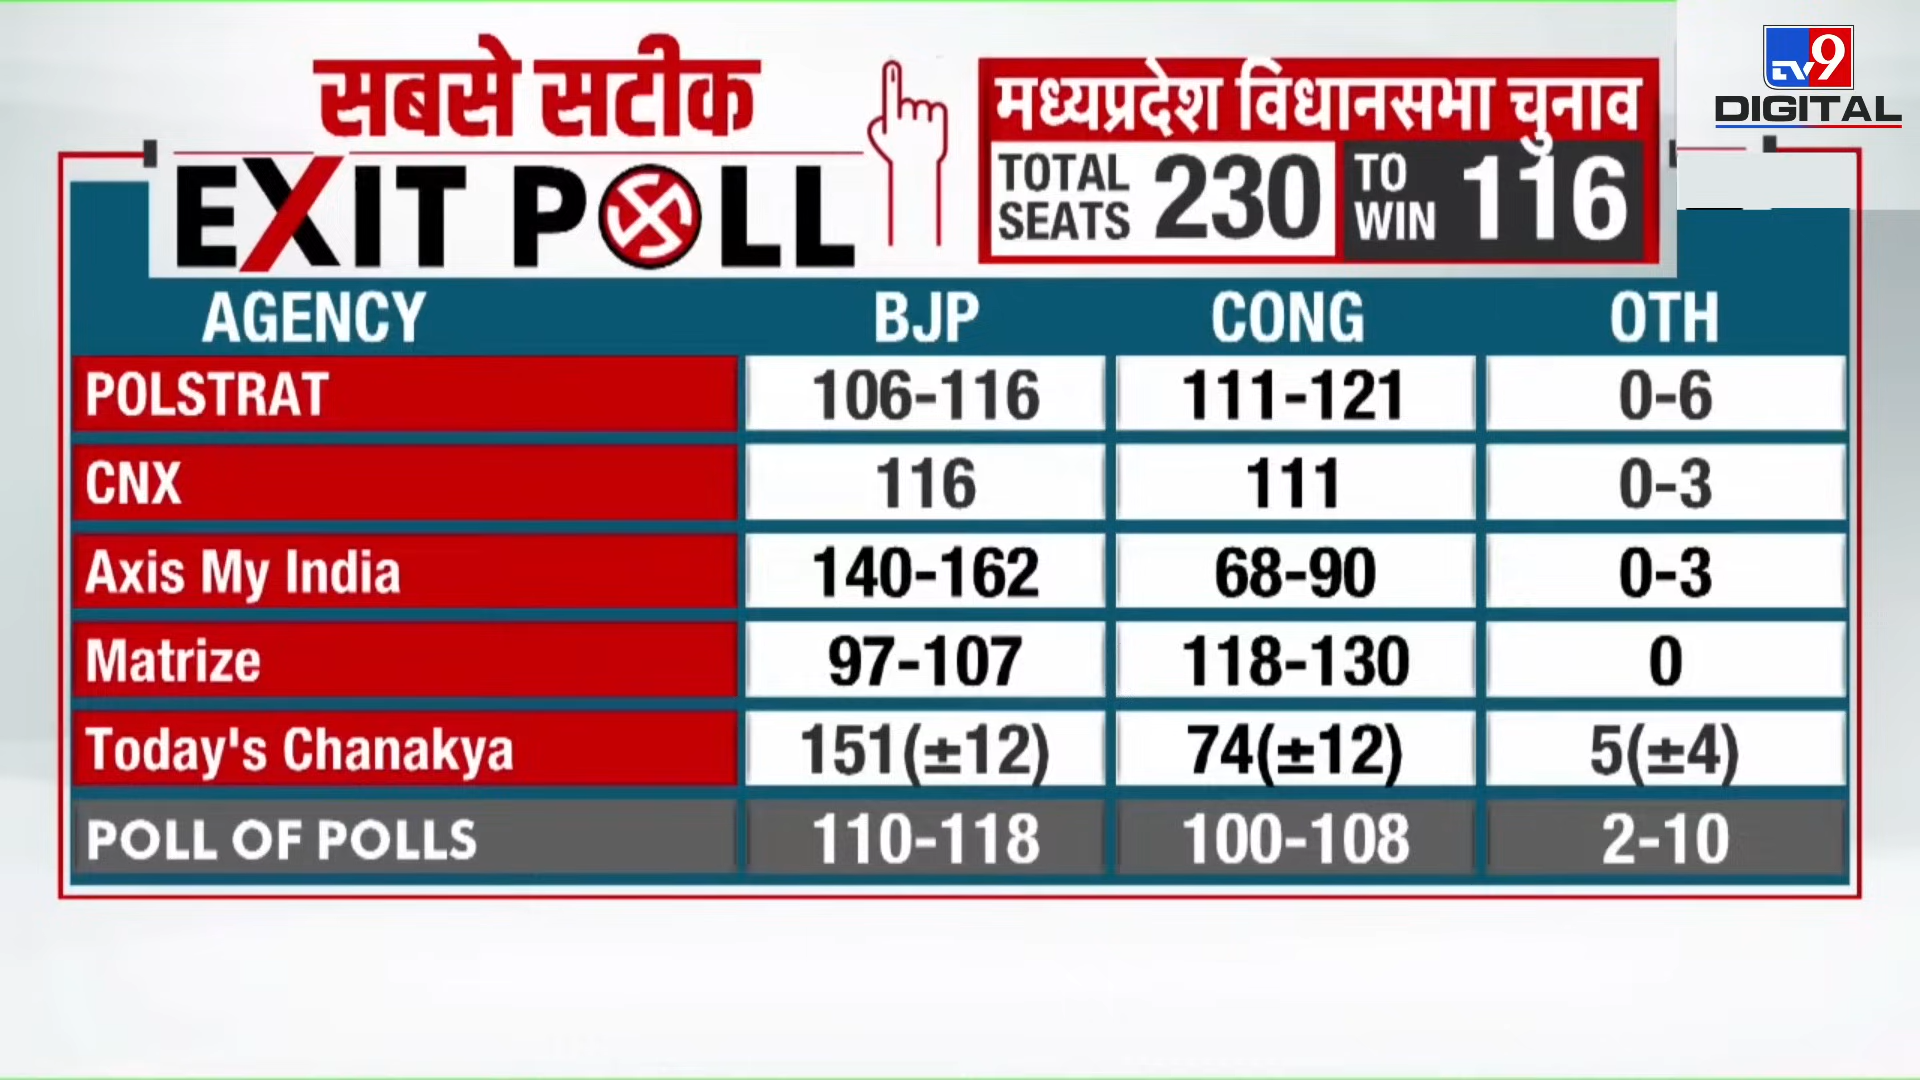 सबसे सटीक
EXIT POLL
मध्यप्रदेश विधानसभा चुनाव
TOTAL SEATS 230 TO WIN 116
TV9
DIGITAL
AGENCY BJP CONG OTH
POLSTRAT 106-116 111-121 0-6
CNX 116 111 0-3
Axis My India 140-162 68-90 0-3
Matrize 97-107 118-130 0
Today's Chanakya 151(±12) 74(±12) 5(±4)
POLL OF POLLS 110-118 100-108 2-10